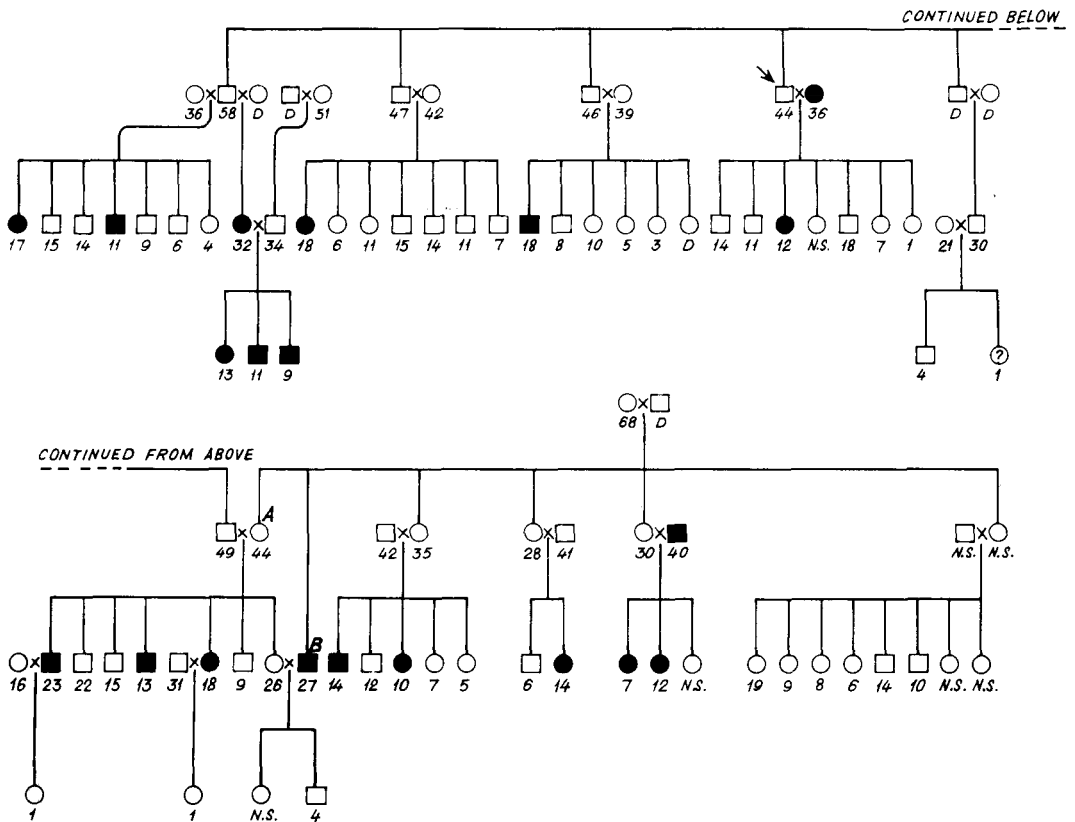 CONTINUED BELOW
36 58 D D 51 47 42 46 39 44 36 D D
17 15 14 11 9 6 4 32 34 18 6 11 15 14 11 7 18 8 10 5 3 D 14 11 12 N.S. 18 7 1 21 30
?
13 11 9 4 1
68 D
CONTINUED FROM ABOVE
A
49 44 42 35 28 41 30 40 N.S. N.S.
B
16 23 22 15 13 31 18 9 26 27 14 12 10 7 5 6 14 7 12 N.S. 19 9 8 6 14 10 N.S. N.S.
1 1 N.S. 4